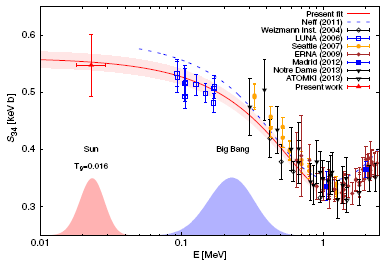 Present fit
Neff (2011)
Weizmann Inst. (2004)
LUNA (2006)
Seattle (2007)
ERNA (2009)
Madrid (2012)
Notre Dame (2013)
ATOMKI (2013)
Present work
0.6
0.5
0.4
0.3
S34 [keV b]
Sun
T9=0.016
Big Bang
0.01
0.1
1
E [MeV]